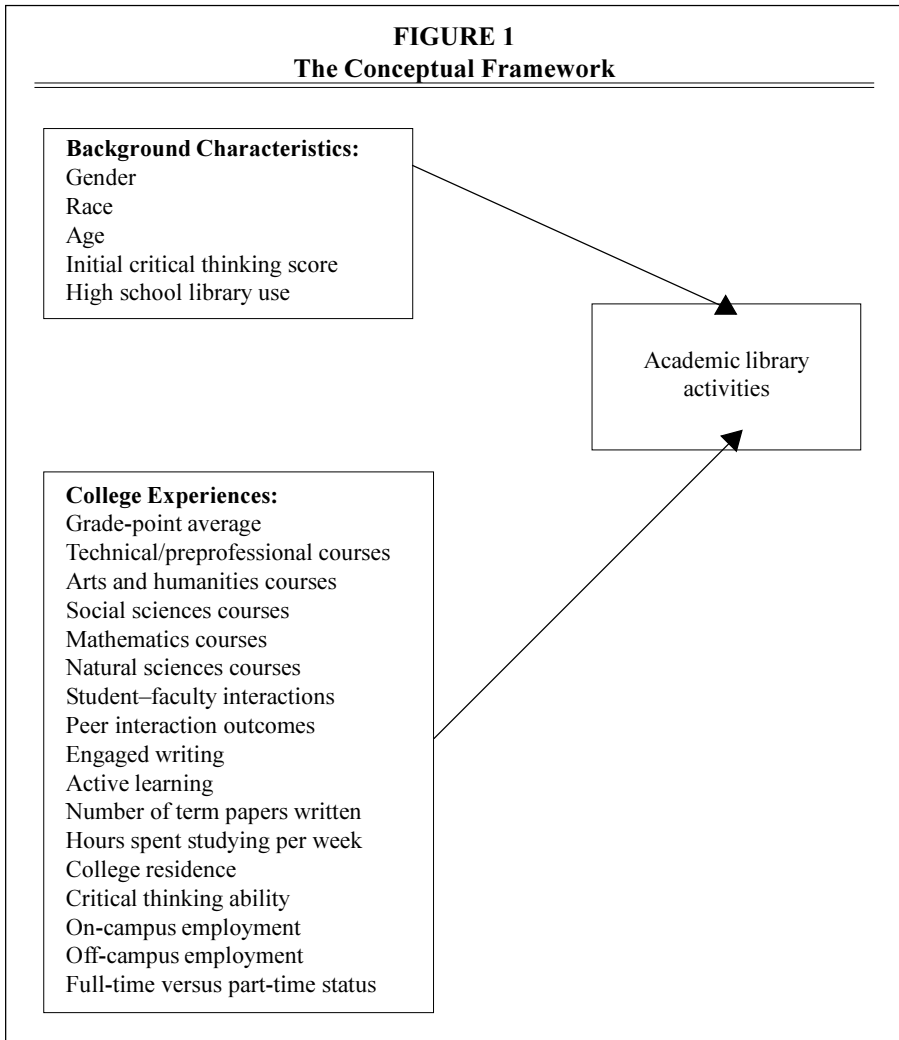 FIGURE 1
The Conceptual Framework
Background Characteristics:
Gender
Race
Age
Initial critical thinking score
High school library use
Academic library
activities
College Experiences:
Grade-point average
Technical/preprofessional courses
Arts and humanities courses
Social sciences courses
Mathematics courses
Natural sciences courses
Student–faculty interactions
Peer interaction outcomes
Engaged writing
Active learning
Number of term papers written
Hours spent studying per week
College residence
Critical thinking ability
On-campus employment
Off-campus employment
Full-time versus part-time status